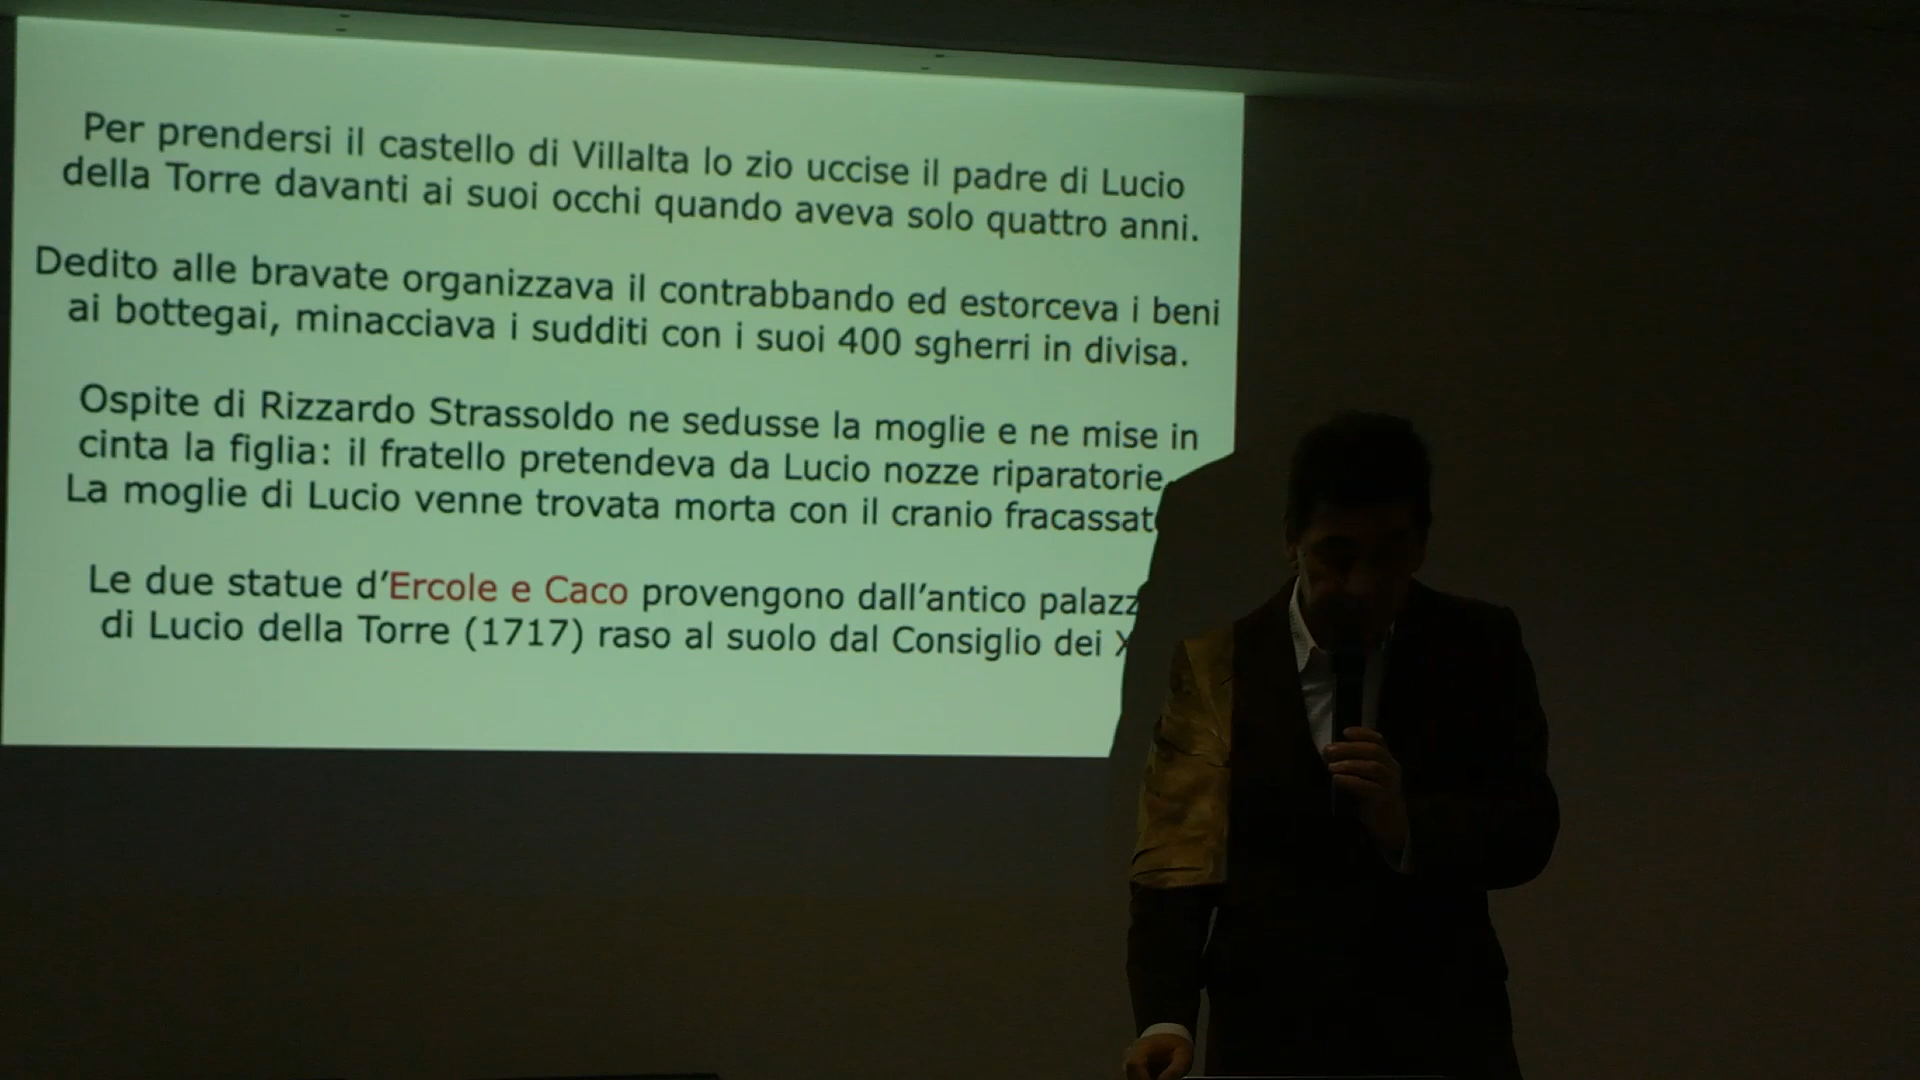 Per prendersi il castello di Villalta lo zio uccise il padre di Lucio
della Torre davanti ai suoi occhi quando aveva solo quattro anni.
Dedito alle bravate organizzava il contrabbando ed estorceva i beni
ai bottegai, minacciava i sudditi con i suoi 400 sgherri in divisa.
Ospite di Rizzardo Strassoldo ne sedusse la moglie e ne mise in
cinta la figlia: il fratello pretendeva da Lucio nozze riparatorie.
La moglie di Lucio venne trovata morta con il cranio fracassato
Le due statue d'Ercole e Caco provengono dall'antico palazz
di Lucio della Torre (1717) raso al suolo dal Consiglio dei X